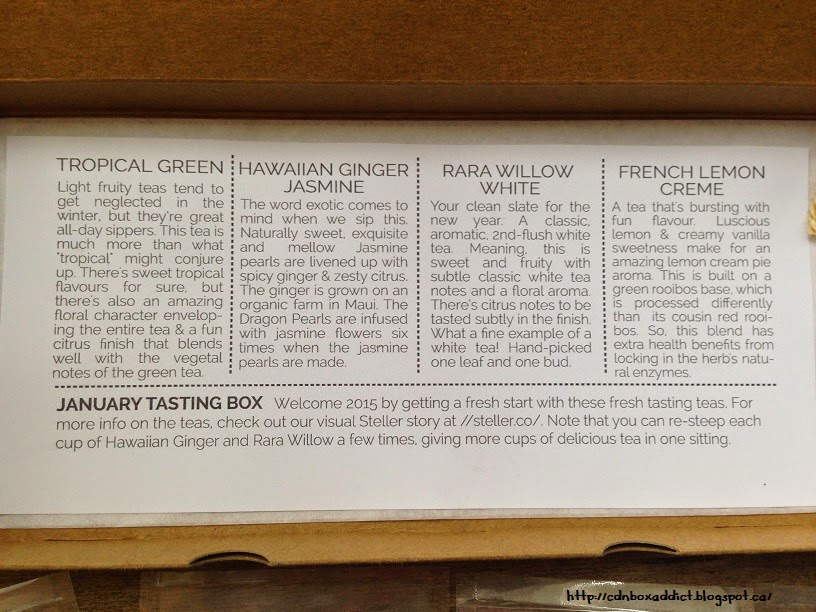 TROPICAL GREEN
Light fruity teas tend to
get neglected in the
winter, but they're great
all-day sippers. This tea is
much more than what
"tropical" might conjure
up. There's sweet tropical
flavours for sure, but
there's also an amazing
floral character envelop-
ing the entire tea & a fun
citrus finish that blends
well with the vegetal
notes of the green tea.
HAWAIIAN GINGER
JASMINE
The word exotic comes to
mind when we sip this.
Naturally sweet, exquisite
and mellow Jasmine
pearls are livened up with
spicy ginger & zesty citrus.
The ginger is grown on an
organic farm in Maui. The
Dragon Pearls are infused
with jasmine flowers six
times when the jasmine
pearls are made.
RARA WILLOW
WHITE
Your clean slate for the
new year. A classic,
aromatic, 2nd-flush white
tea. Meaning, this is
sweet and fruity with
subtle classic white tea
notes and a floral aroma.
There's citrus notes to be
tasted subtly in the finish.
What a fine example of a
white tea! Hand-picked
one leaf and one bud.
FRENCH LEMON
CREME
A tea that's bursting with
fun flavour. Luscious
lemon & creamy vanilla
sweetness make for an
amazing lemon cream pie
aroma. This is built on a
green rooibos base, which
is processed differently
than its cousin red rooi-
bos. So, this blend has
extra health benefits from
locking in the herb's natu-
ral enzymes.
JANUARY TASTING BOX Welcome 2015 by getting a fresh start with these fresh tasting teas. For
more info on the teas, check out our visual Steller story at //steller.co/. Note that you can re-steep each
cup of Hawaiian Ginger and Rara Willow a few times, giving more cups of delicious tea in one sitting.
http://cdnboxaddict.blogspot.ca/